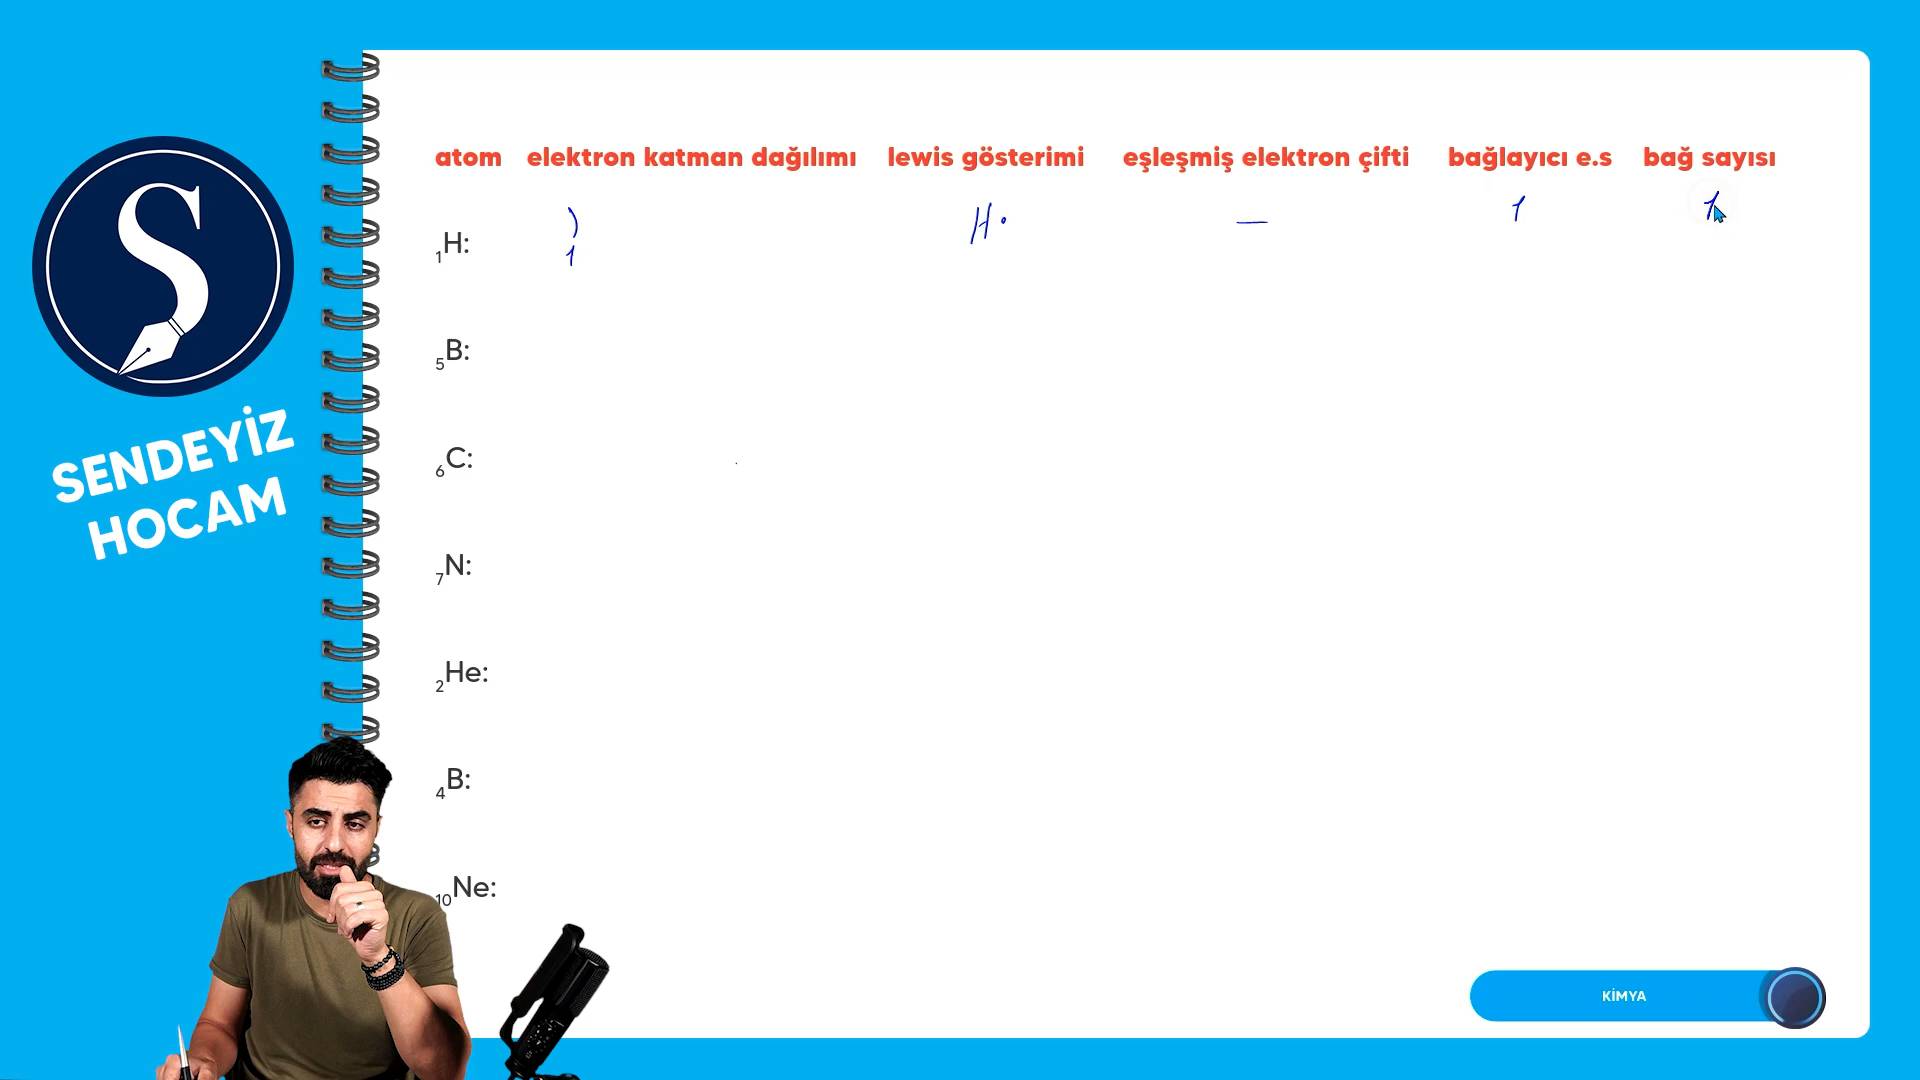 SENDEYİZ
HOCAM
atom elektron katman dağılımı lewis gösterimi eşleşmiş elektron çifti bağlayıcı e.s bağ sayısı
₁H: ) H• — 1 1
1
₅B:
₆C:
₇N:
₂He:
₄B:
₁₀Ne:
KİMYA